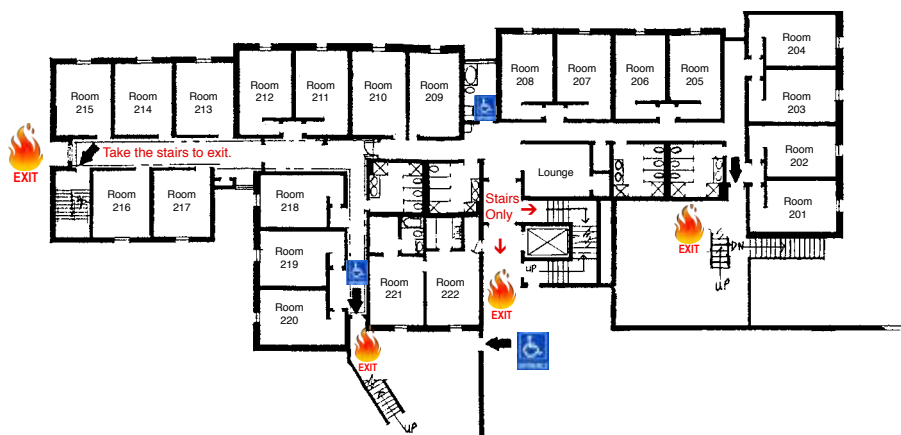 Room
204
Room
215
Room
214
Room
213
Room
212
Room
211
Room
210
Room
209
Room
208
Room
207
Room
206
Room
205
Room
203
EXIT
Take the stairs to exit.
Room
202
Lounge
Room
216
Room
217
Room
218
Stairs
Only
Room
201
EXIT
DN
UP
Room
219
UP
Room
221
Room
222
EXIT
Room
220
EXIT
UP